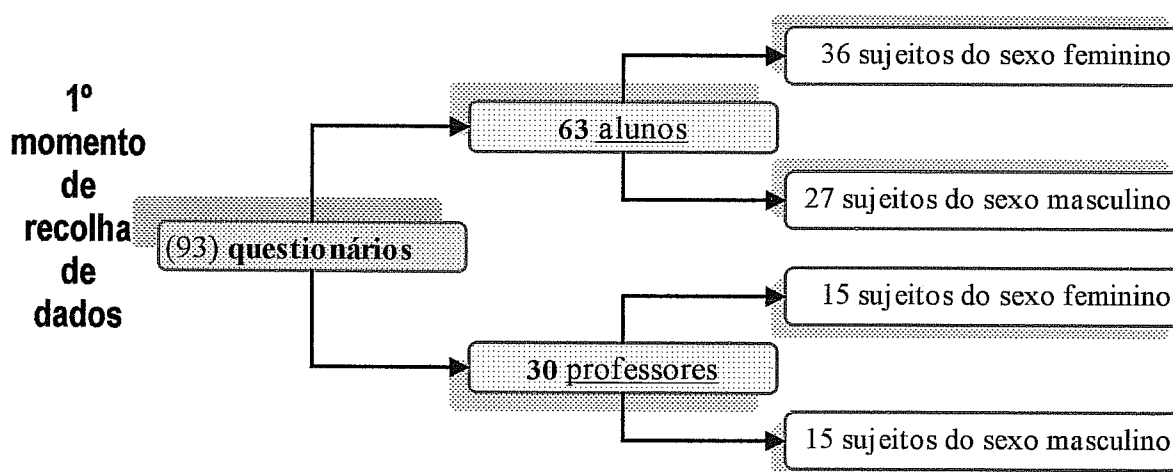 1º
momento
de
recolha
de
dados
(93) questionários
63 alunos
36 sujeitos do sexo feminino
27 sujeitos do sexo masculino
30 professores
15 sujeitos do sexo feminino
15 sujeitos do sexo masculino